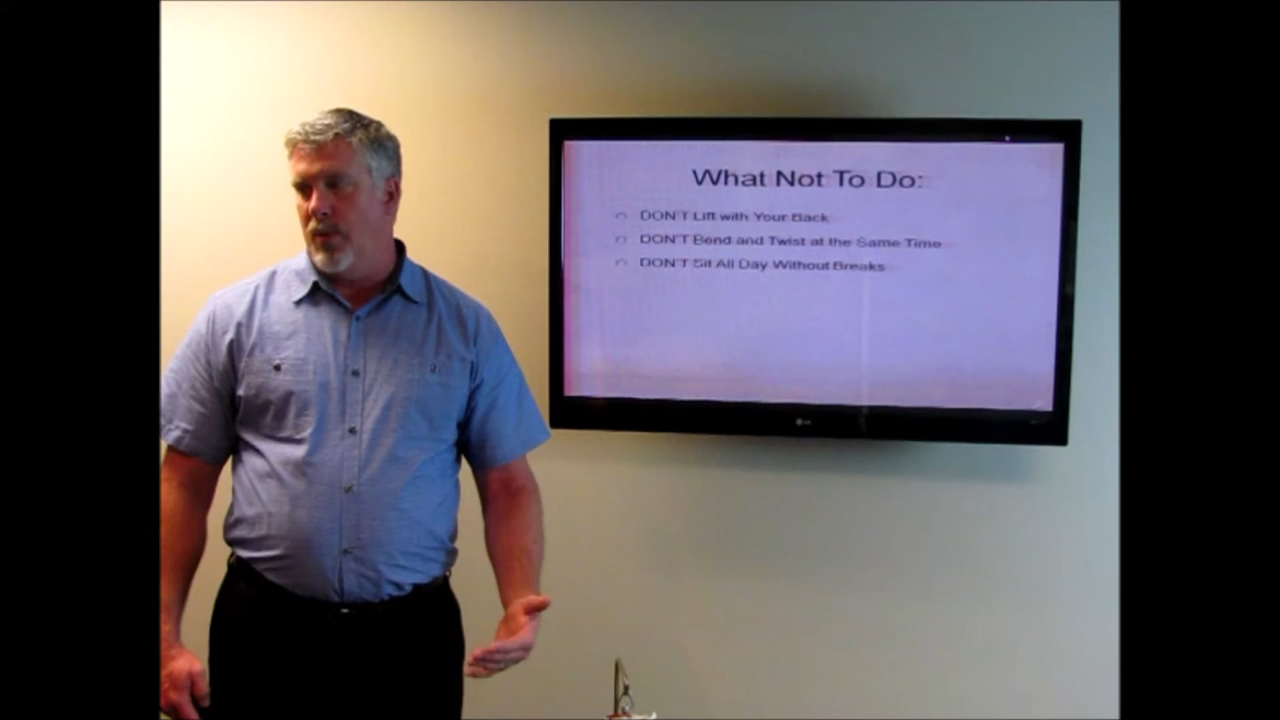 What Not To Do:
DON'T Lift with Your Back
DON'T Bend and Twist at the Same Time
DON'T Sit All Day Without Breaks
LG